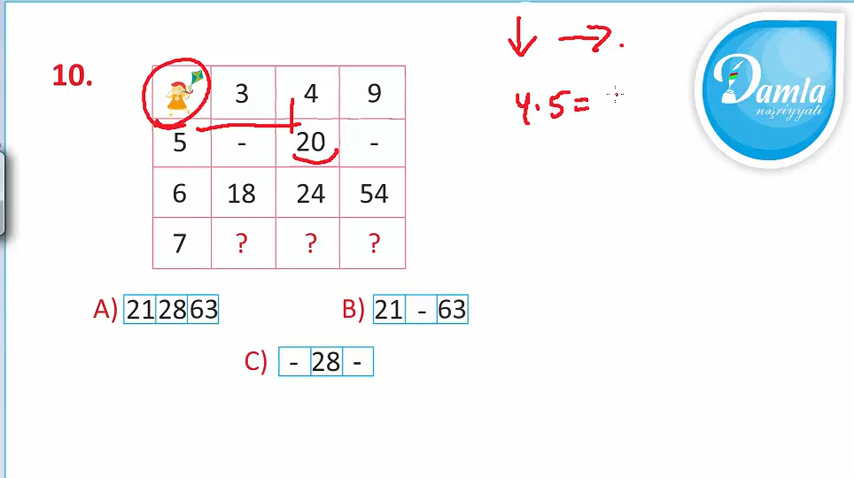 10.
3 4 9
5 - 20 -
6 18 24 54
7 ? ? ?
A) 21 28 63
B) 21 - 63
C) - 28 -
↓ → .
4·5=
Damla
nəşriyyatı